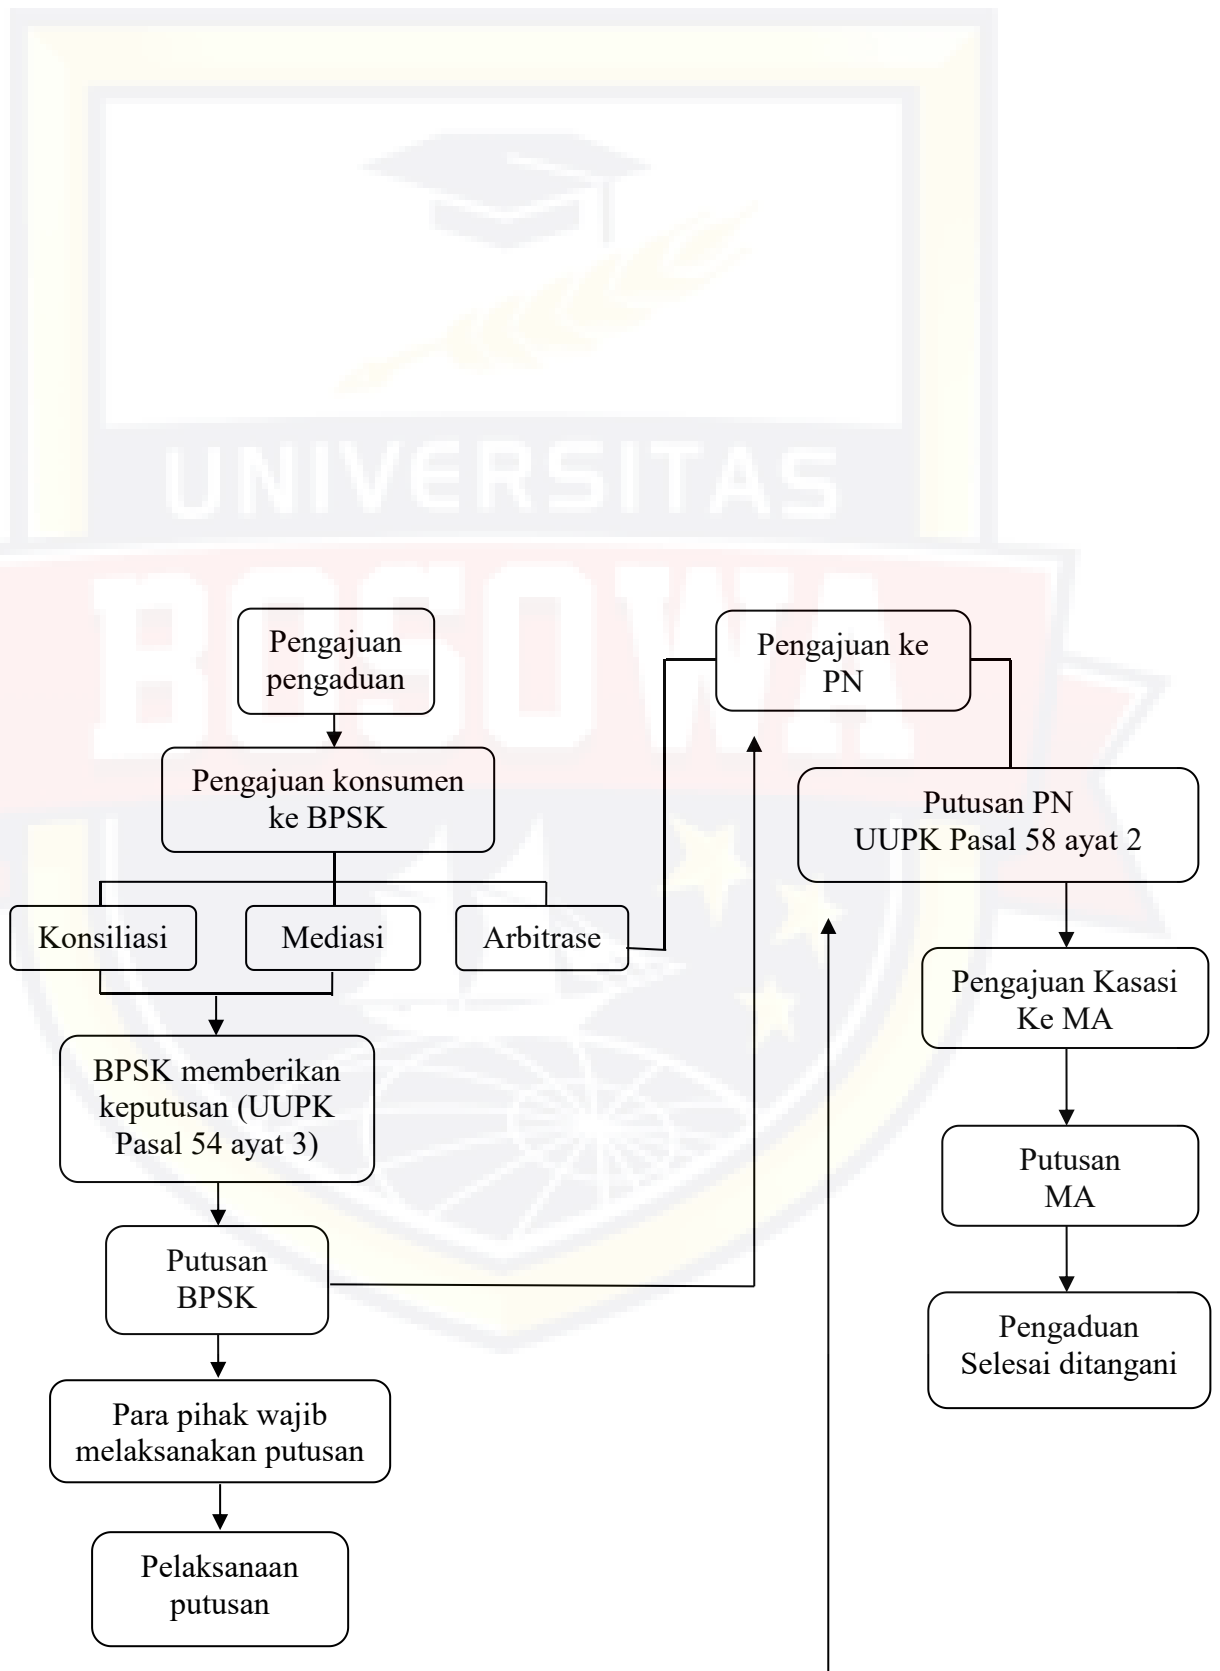 UNIVERSITAS
BOSOWA
Pengajuan
pengaduan
Pengajuan konsumen
ke BPSK
Konsiliasi
Mediasi
Arbitrase
BPSK memberikan
keputusan (UUPK
Pasal 54 ayat 3)
Putusan
BPSK
Para pihak wajib
melaksanakan putusan
Pelaksanaan
putusan
Pengajuan ke
PN
Putusan PN
UUPK Pasal 58 ayat 2
Pengajuan Kasasi
Ke MA
Putusan
MA
Pengaduan
Selesai ditangani